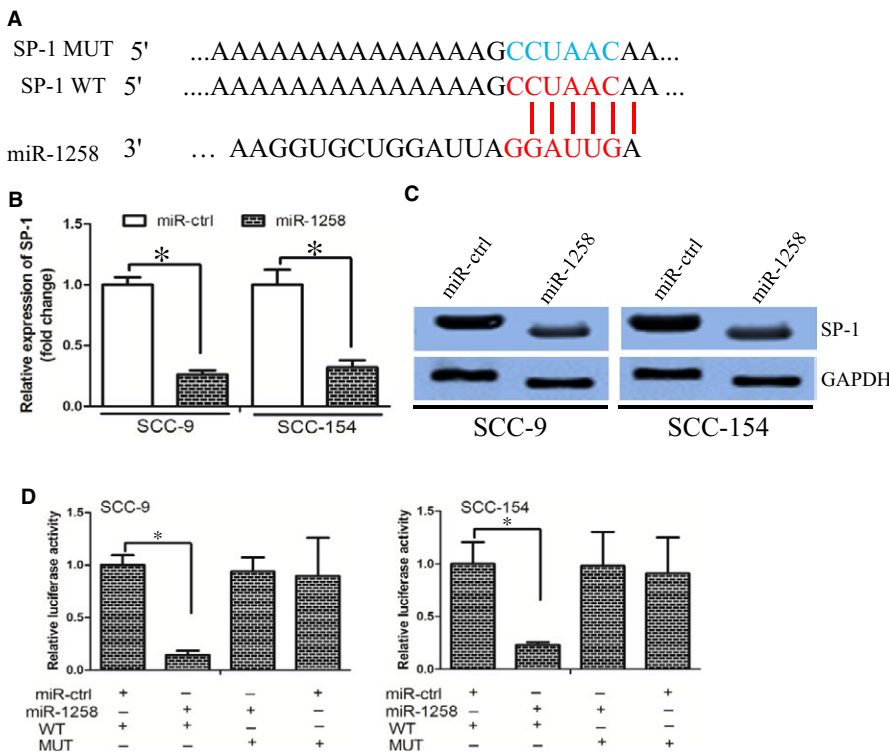 A
SP-1 MUT 5' ...AAAAAAAAAAAAAAAGCCUAACAA...
SP-1 WT 5' ....AAAAAAAAAAAAAAAGCCUAACAA ...
miR-1258 3' ... AAGGUGCUGGAUUAGGAUUGA
B
miR-ctrl miR-1258
Relative expression of SP-1
(fold change)
1.5
1.0
0.5
0.0
* *
SCC-9 SCC-154
C
miR-ctrl miR-1258 miR-ctrl miR-1258
SP-1
GAPDH
SCC-9 SCC-154
D
SCC-9
Relative luciferase activity
1.5
1.0
0.5
0.0
*
miR-ctrl + – – +
miR-1258 – + + –
WT + + – –
MUT – – + +
SCC-154
Relative luciferase activity
1.5
1.0
0.5
0.0
*
miR-ctrl + – – +
miR-1258 – + + –
WT + + – –
MUT – – + +